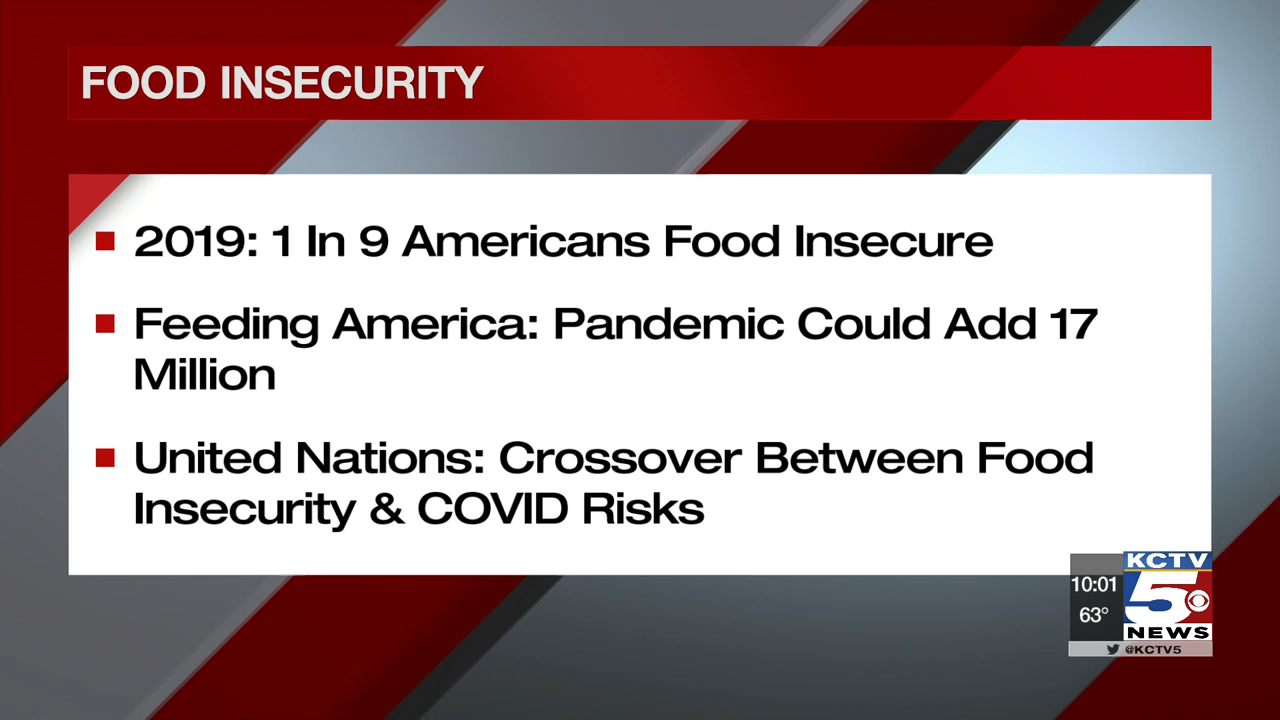 FOOD INSECURITY
2019: 1 In 9 Americans Food Insecure
Feeding America: Pandemic Could Add 17
Million
United Nations: Crossover Between Food
Insecurity & COVID Risks
10:01
63°
KCTV
5
NEWS
@KCTV5